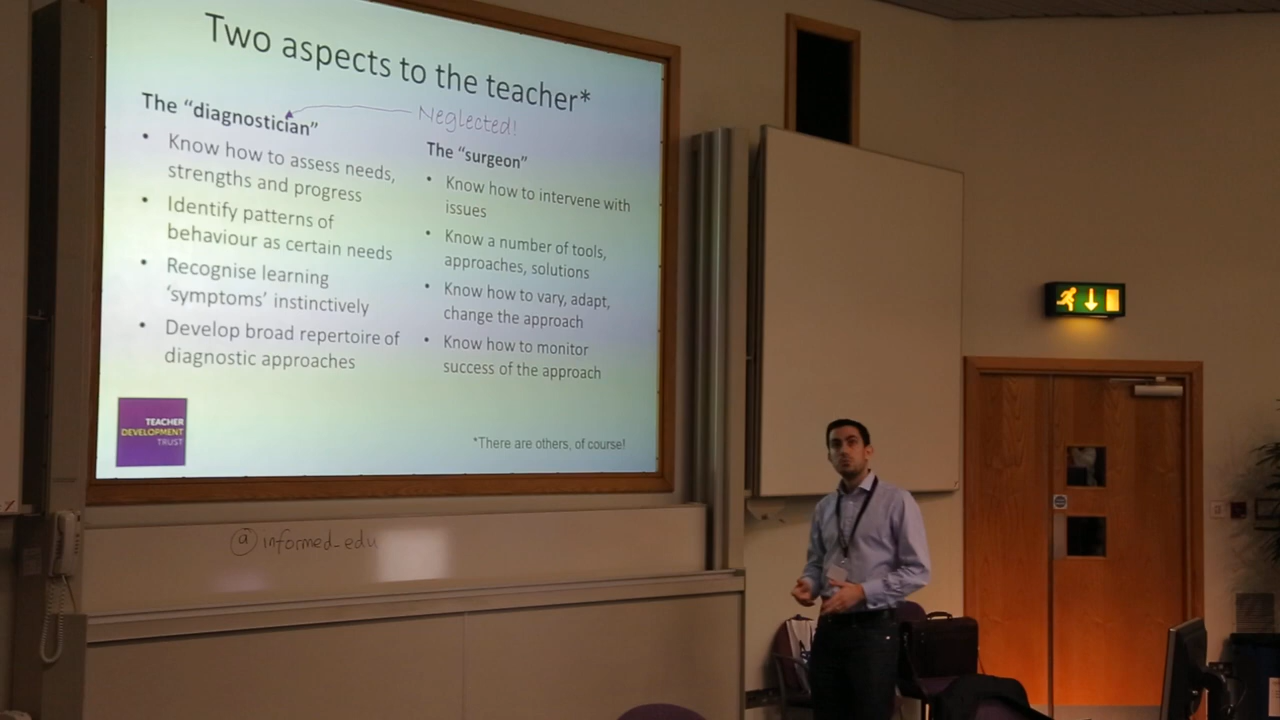 Two aspects to the teacher*
The "diagnostician"
Neglected!
• Know how to assess needs,
strengths and progress
• Identify patterns of
behaviour as certain needs
• Recognise learning
'symptoms' instinctively
• Develop broad repertoire of
diagnostic approaches
The "surgeon"
• Know how to intervene with
issues
• Know a number of tools,
approaches, solutions
• Know how to vary, adapt,
change the approach
• Know how to monitor
success of the approach
TEACHER
DEVELOPMENT
TRUST
*There are others, of course!
@informed_edu